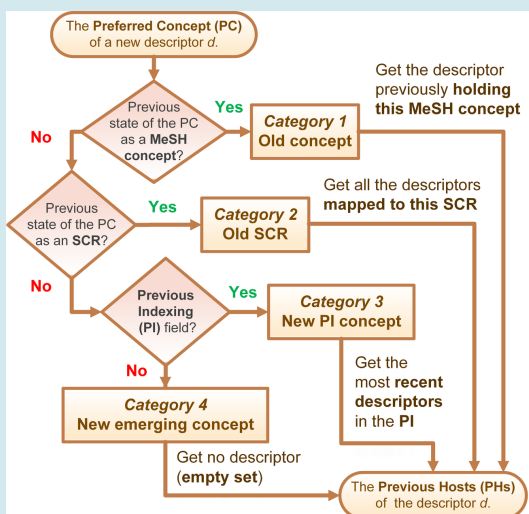 The Preferred Concept (PC)
of a new descriptor d.
Previous
state of the PC
as a MeSH
concept?
Yes
Category 1
Old concept
Get the descriptor
previously holding
this MeSH concept
No
Previous
state of the PC
as an SCR?
Yes
Category 2
Old SCR
Get all the descriptors
mapped to this SCR
No
Previous
Indexing
(PI) field?
Yes
Category 3
New PI concept
Get the
most recent
descriptors
in the PI
No
Category 4
New emerging concept
Get no descriptor
(empty set)
The Previous Hosts (PHs)
of the descriptor d.